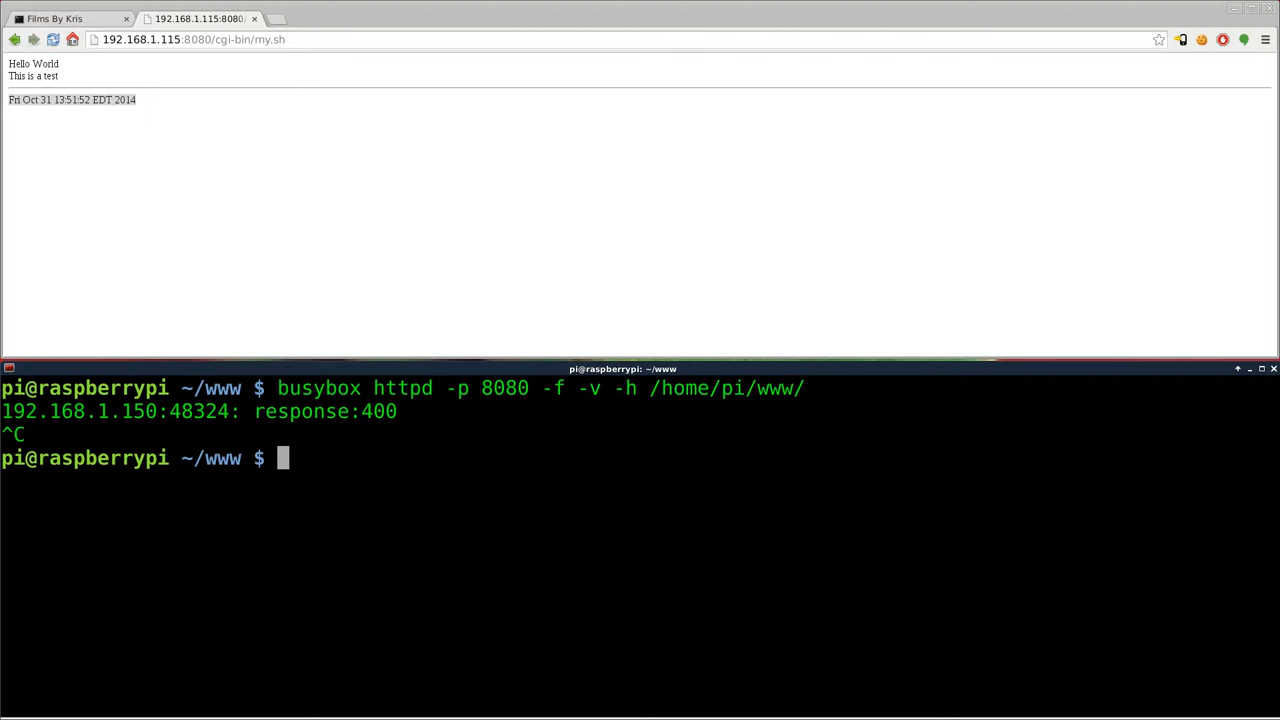 Films By Kris
192.168.1.115:8080/
192.168.1.115:8080/cgi-bin/my.sh
Hello World
This is a test
Fri Oct 31 13:51:52 EDT 2014
pi@raspberrypi: ~/www
pi@raspberrypi ~/www $ busybox httpd -p 8080 -f -v -h /home/pi/www/
192.168.1.150:48324: response:400
^C
pi@raspberrypi ~/www $